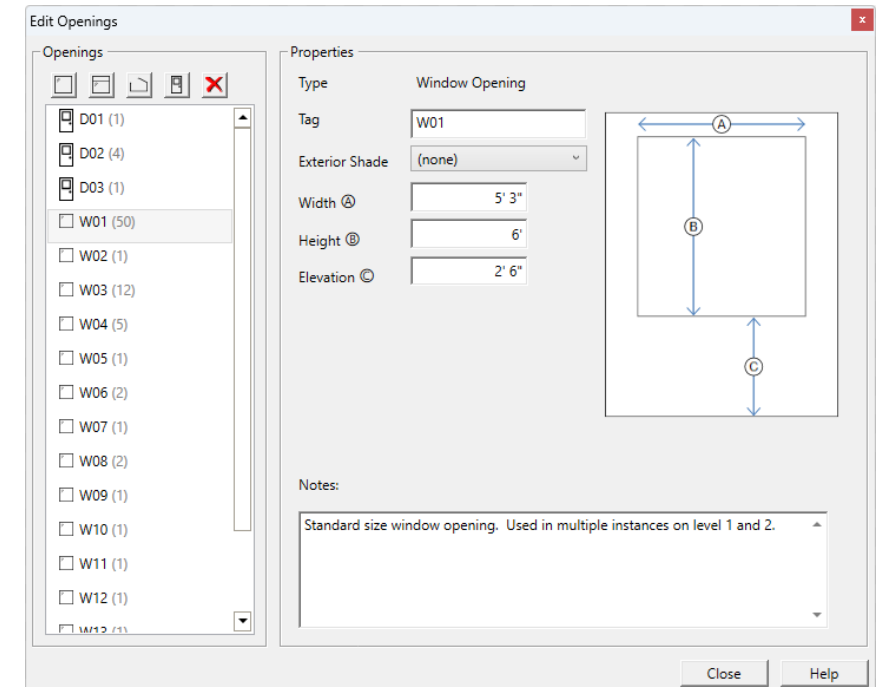 Edit Openings
x
Openings
D01 (1)
D02 (4)
D03 (1)
W01 (50)
W02 (1)
W03 (12)
W04 (5)
W05 (1)
W06 (2)
W07 (1)
W08 (2)
W09 (1)
W10 (1)
W11 (1)
W12 (1)
W13 (1)
Properties
Type Window Opening
Tag W01
Exterior Shade (none)
Width Ⓐ 5' 3"
Height Ⓑ 6'
Elevation Ⓒ 2' 6"
Ⓐ
Ⓑ
Ⓒ
Notes:
Standard size window opening. Used in multiple instances on level 1 and 2.
Close Help